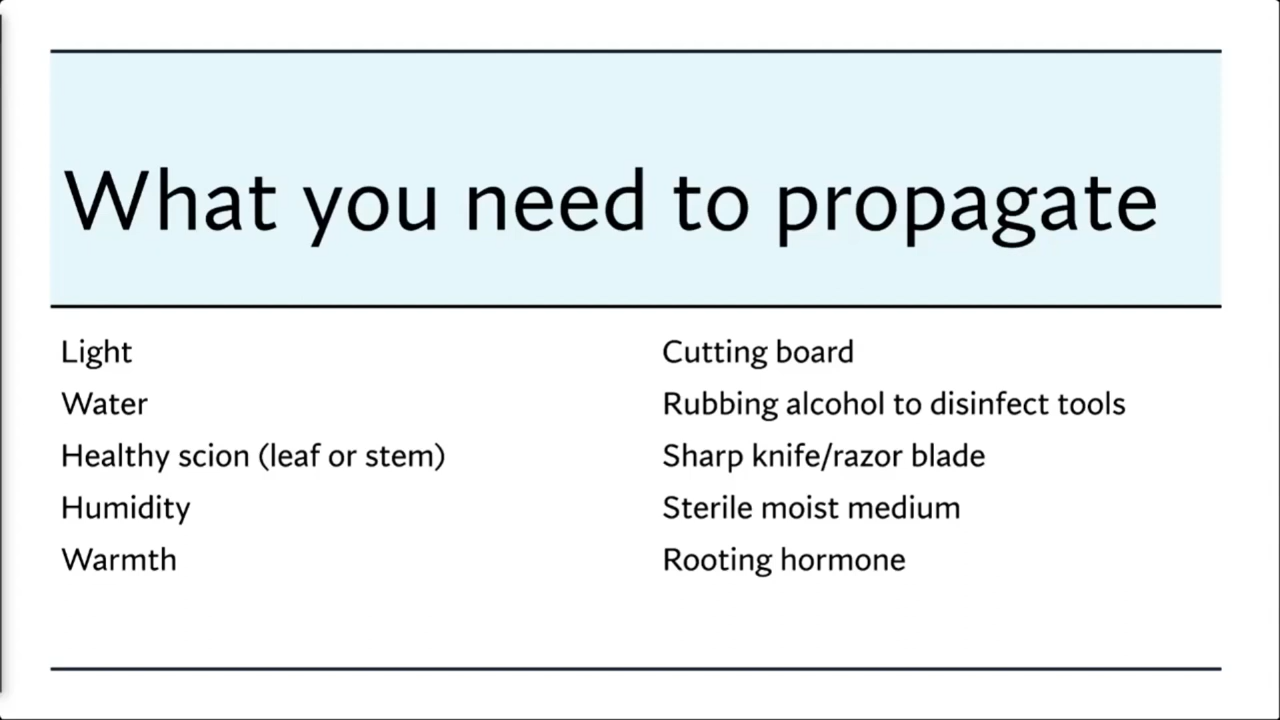 What you need to propagate
Light
Water
Healthy scion (leaf or stem)
Humidity
Warmth
Cutting board
Rubbing alcohol to disinfect tools
Sharp knife/razor blade
Sterile moist medium
Rooting hormone